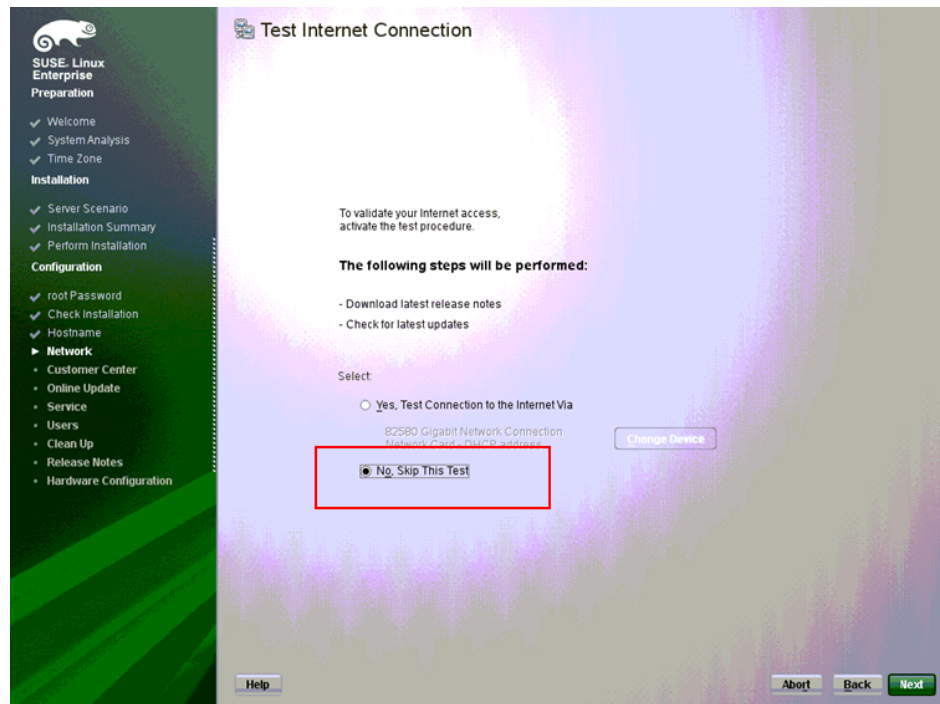 SUSE. Linux
Enterprise
Preparation
Welcome
System Analysis
Time Zone
Installation
Server Scenario
Installation Summary
Perform Installation
Configuration
root Password
Check Installation
Hostname
Network
Customer Center
Online Update
Service
Users
Clean Up
Release Notes
Hardware Configuration
Test Internet Connection
To validate your Internet access,
activate the test procedure.
The following steps will be performed:
- Download latest release notes
- Check for latest updates
Select:
Yes, Test Connection to the Internet Via
82580 Gigabit Network Connection
Network Card - DHCP address
Change Device
No, Skip This Test
Help
Abort
Back
Next